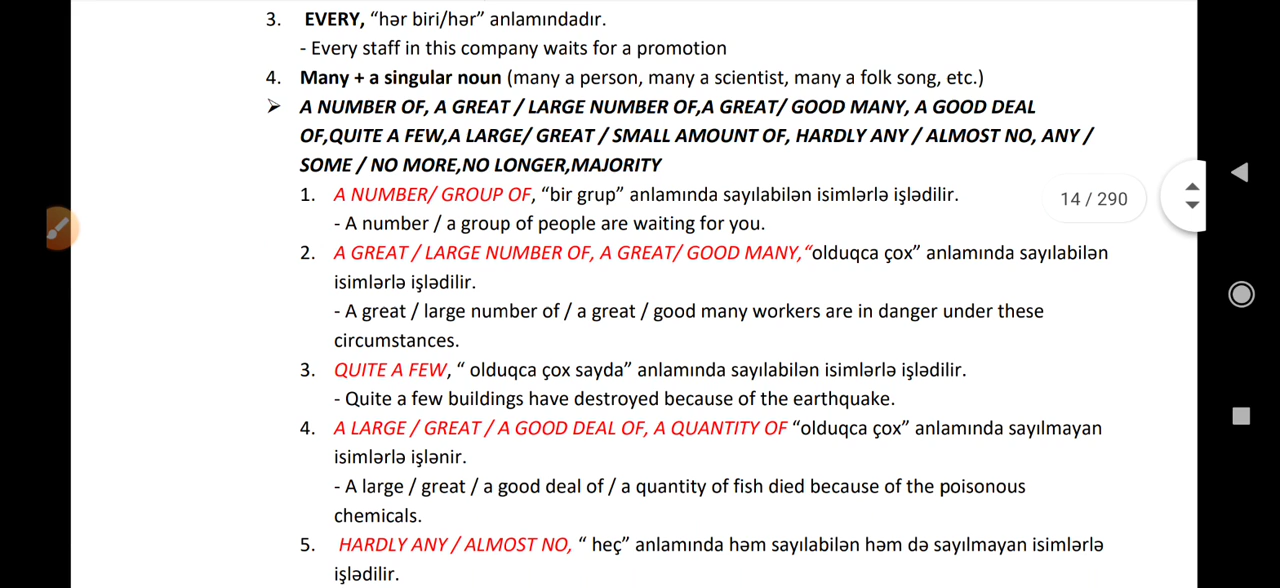 3. EVERY, “hər biri/hər” anlamındadır.
- Every staff in this company waits for a promotion
4. Many + a singular noun (many a person, many a scientist, many a folk song, etc.)
➢ A NUMBER OF, A GREAT / LARGE NUMBER OF,A GREAT/ GOOD MANY, A GOOD DEAL
OF,QUITE A FEW,A LARGE/ GREAT / SMALL AMOUNT OF, HARDLY ANY / ALMOST NO, ANY /
SOME / NO MORE,NO LONGER,MAJORITY
1. A NUMBER/ GROUP OF, “bir grup” anlamında sayılabilən isimlərlə işlədilir.
14 / 290
- A number / a group of people are waiting for you.
2. A GREAT / LARGE NUMBER OF, A GREAT/ GOOD MANY,“olduqca çox” anlamında sayılabilən
isimlərlə işlədilir.
- A great / large number of / a great / good many workers are in danger under these
circumstances.
3. QUITE A FEW, “ olduqca çox sayda” anlamında sayılabilən isimlərlə işlədilir.
- Quite a few buildings have destroyed because of the earthquake.
4. A LARGE / GREAT / A GOOD DEAL OF, A QUANTITY OF “olduqca çox” anlamında sayılmayan
isimlərlə işlənir.
- A large / great / a good deal of / a quantity of fish died because of the poisonous
chemicals.
5. HARDLY ANY / ALMOST NO, “ heç” anlamında həm sayılabilən həm də sayılmayan isimlərlə
işlədilir.